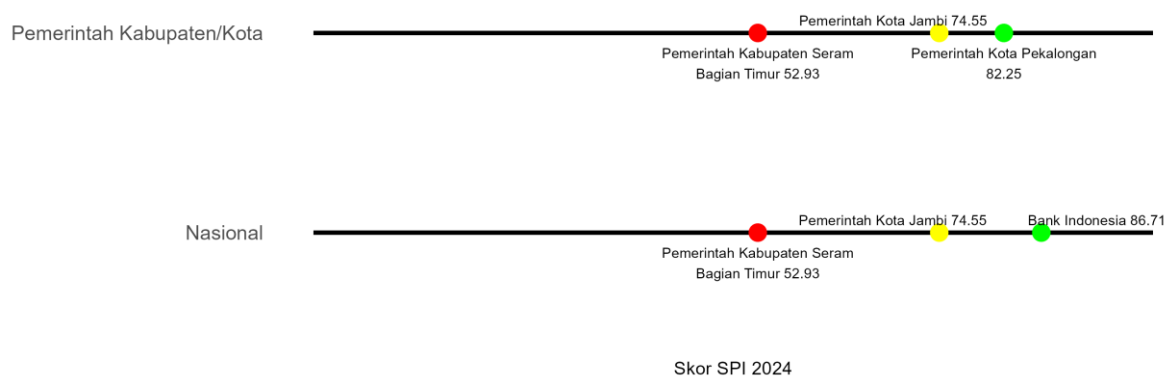 Pemerintah Kota Jambi 74.55
Pemerintah Kabupaten/Kota
Pemerintah Kabupaten Seram
Bagian Timur 52.93
Pemerintah Kota Pekalongan
82.25
Pemerintah Kota Jambi 74.55
Bank Indonesia 86.71
Nasional
Pemerintah Kabupaten Seram
Bagian Timur 52.93
Skor SPI 2024